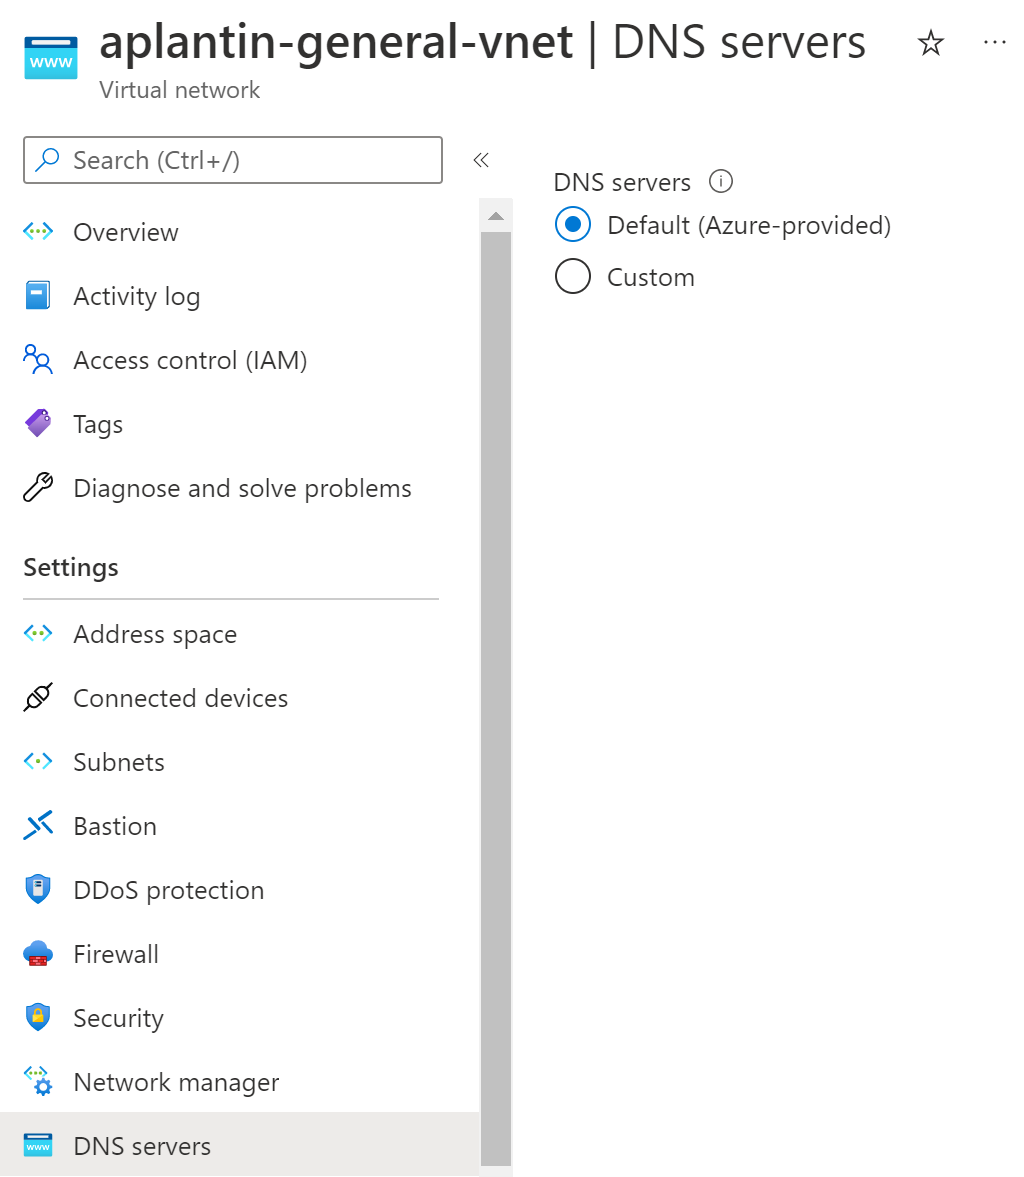 aplantin-general-vnet | DNS servers
Virtual network
Search (Ctrl+/)
Overview
Activity log
Access control (IAM)
Tags
Diagnose and solve problems
Settings
Address space
Connected devices
Subnets
Bastion
DDoS protection
Firewall
Security
Network manager
DNS servers
DNS servers
Default (Azure-provided)
Custom